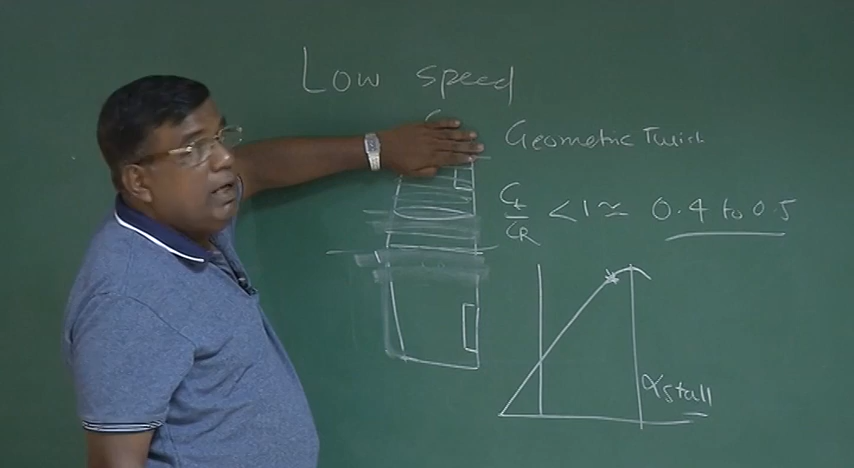 Low speed
Geometric Twist
Ct/CR < 1 ≃ 0.4 to 0.5
αstall